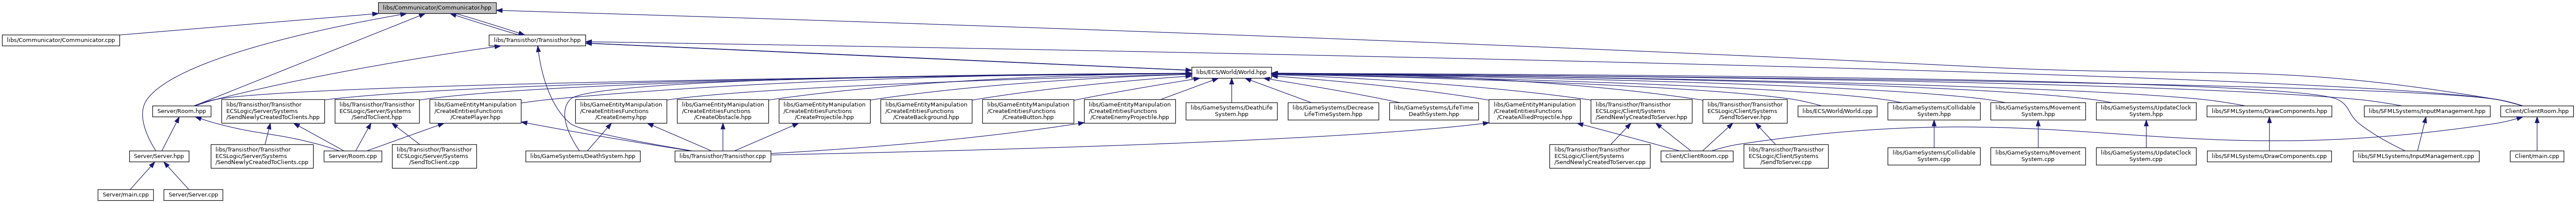 libs/Communicator/Communicator.hpp
libs/Communicator/Communicator.cpp
libs/Transisthor/Transisthor.hpp
libs/ECS/World/World.hpp
Server/Room.hpp
libs/Transisthor/Transisthor
ECSLogic/Server/Systems
/SendNewlyCreatedToClients.hpp
libs/Transisthor/Transisthor
ECSLogic/Server/Systems
/SendToClient.hpp
libs/GameEntityManipulation
/CreateEntitiesFunctions
/CreatePlayer.hpp
libs/GameEntityManipulation
/CreateEntitiesFunctions
/CreateEnemy.hpp
libs/GameEntityManipulation
/CreateEntitiesFunctions
/CreateObstacle.hpp
libs/GameEntityManipulation
/CreateEntitiesFunctions
/CreateProjectile.hpp
libs/GameEntityManipulation
/CreateEntitiesFunctions
/CreateBackground.hpp
libs/GameEntityManipulation
/CreateEntitiesFunctions
/CreateButton.hpp
libs/GameEntityManipulation
/CreateEntitiesFunctions
/CreateEnemyProjectile.hpp
libs/GameSystems/DeathLife
System.hpp
libs/GameSystems/Decrease
LifeTimeSystem.hpp
libs/GameSystems/LifeTime
DeathSystem.hpp
libs/GameEntityManipulation
/CreateEntitiesFunctions
/CreateAlliedProjectile.hpp
libs/Transisthor/Transisthor
ECSLogic/Client/Systems
/SendNewlyCreatedToServer.hpp
libs/Transisthor/Transisthor
ECSLogic/Client/Systems
/SendToServer.hpp
libs/ECS/World/World.cpp
libs/GameSystems/Collidable
System.hpp
libs/GameSystems/Movement
System.hpp
libs/GameSystems/UpdateClock
System.hpp
libs/SFMLSystems/DrawComponents.hpp
libs/SFMLSystems/InputManagement.hpp
Client/ClientRoom.hpp
Server/Server.hpp
libs/Transisthor/Transisthor
ECSLogic/Server/Systems
/SendNewlyCreatedToClients.cpp
Server/Room.cpp
libs/Transisthor/Transisthor
ECSLogic/Server/Systems
/SendToClient.cpp
libs/GameSystems/DeathSystem.hpp
libs/Transisthor/Transisthor.cpp
libs/Transisthor/Transisthor
ECSLogic/Client/Systems
/SendNewlyCreatedToServer.cpp
Client/ClientRoom.cpp
libs/Transisthor/Transisthor
ECSLogic/Client/Systems
/SendToServer.cpp
libs/GameSystems/Collidable
System.cpp
libs/GameSystems/Movement
System.cpp
libs/GameSystems/UpdateClock
System.cpp
libs/SFMLSystems/DrawComponents.cpp
libs/SFMLSystems/InputManagement.cpp
Client/main.cpp
Server/main.cpp
Server/Server.cpp